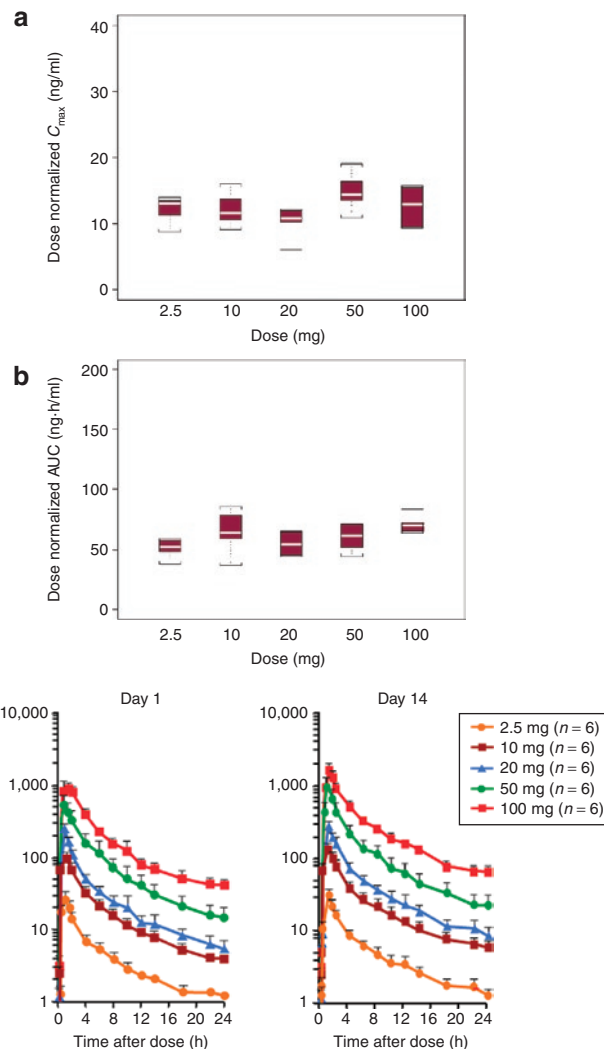 a
Dose normalized Cmax (ng/ml)
40
30
20
10
0
2.5 10 20 50 100
Dose (mg)
b
Dose normalized AUC (ng·h/ml)
200
150
100
50
0
2.5 10 20 50 100
Dose (mg)
Day 1
10,000
1,000
100
10
1
0 4 8 12 16 20 24
Time after dose (h)
Day 14
10,000
1,000
100
10
1
0 4 8 12 16 20 24
Time after dose (h)
2.5 mg (n = 6)
10 mg (n = 6)
20 mg (n = 6)
50 mg (n = 6)
100 mg (n = 6)